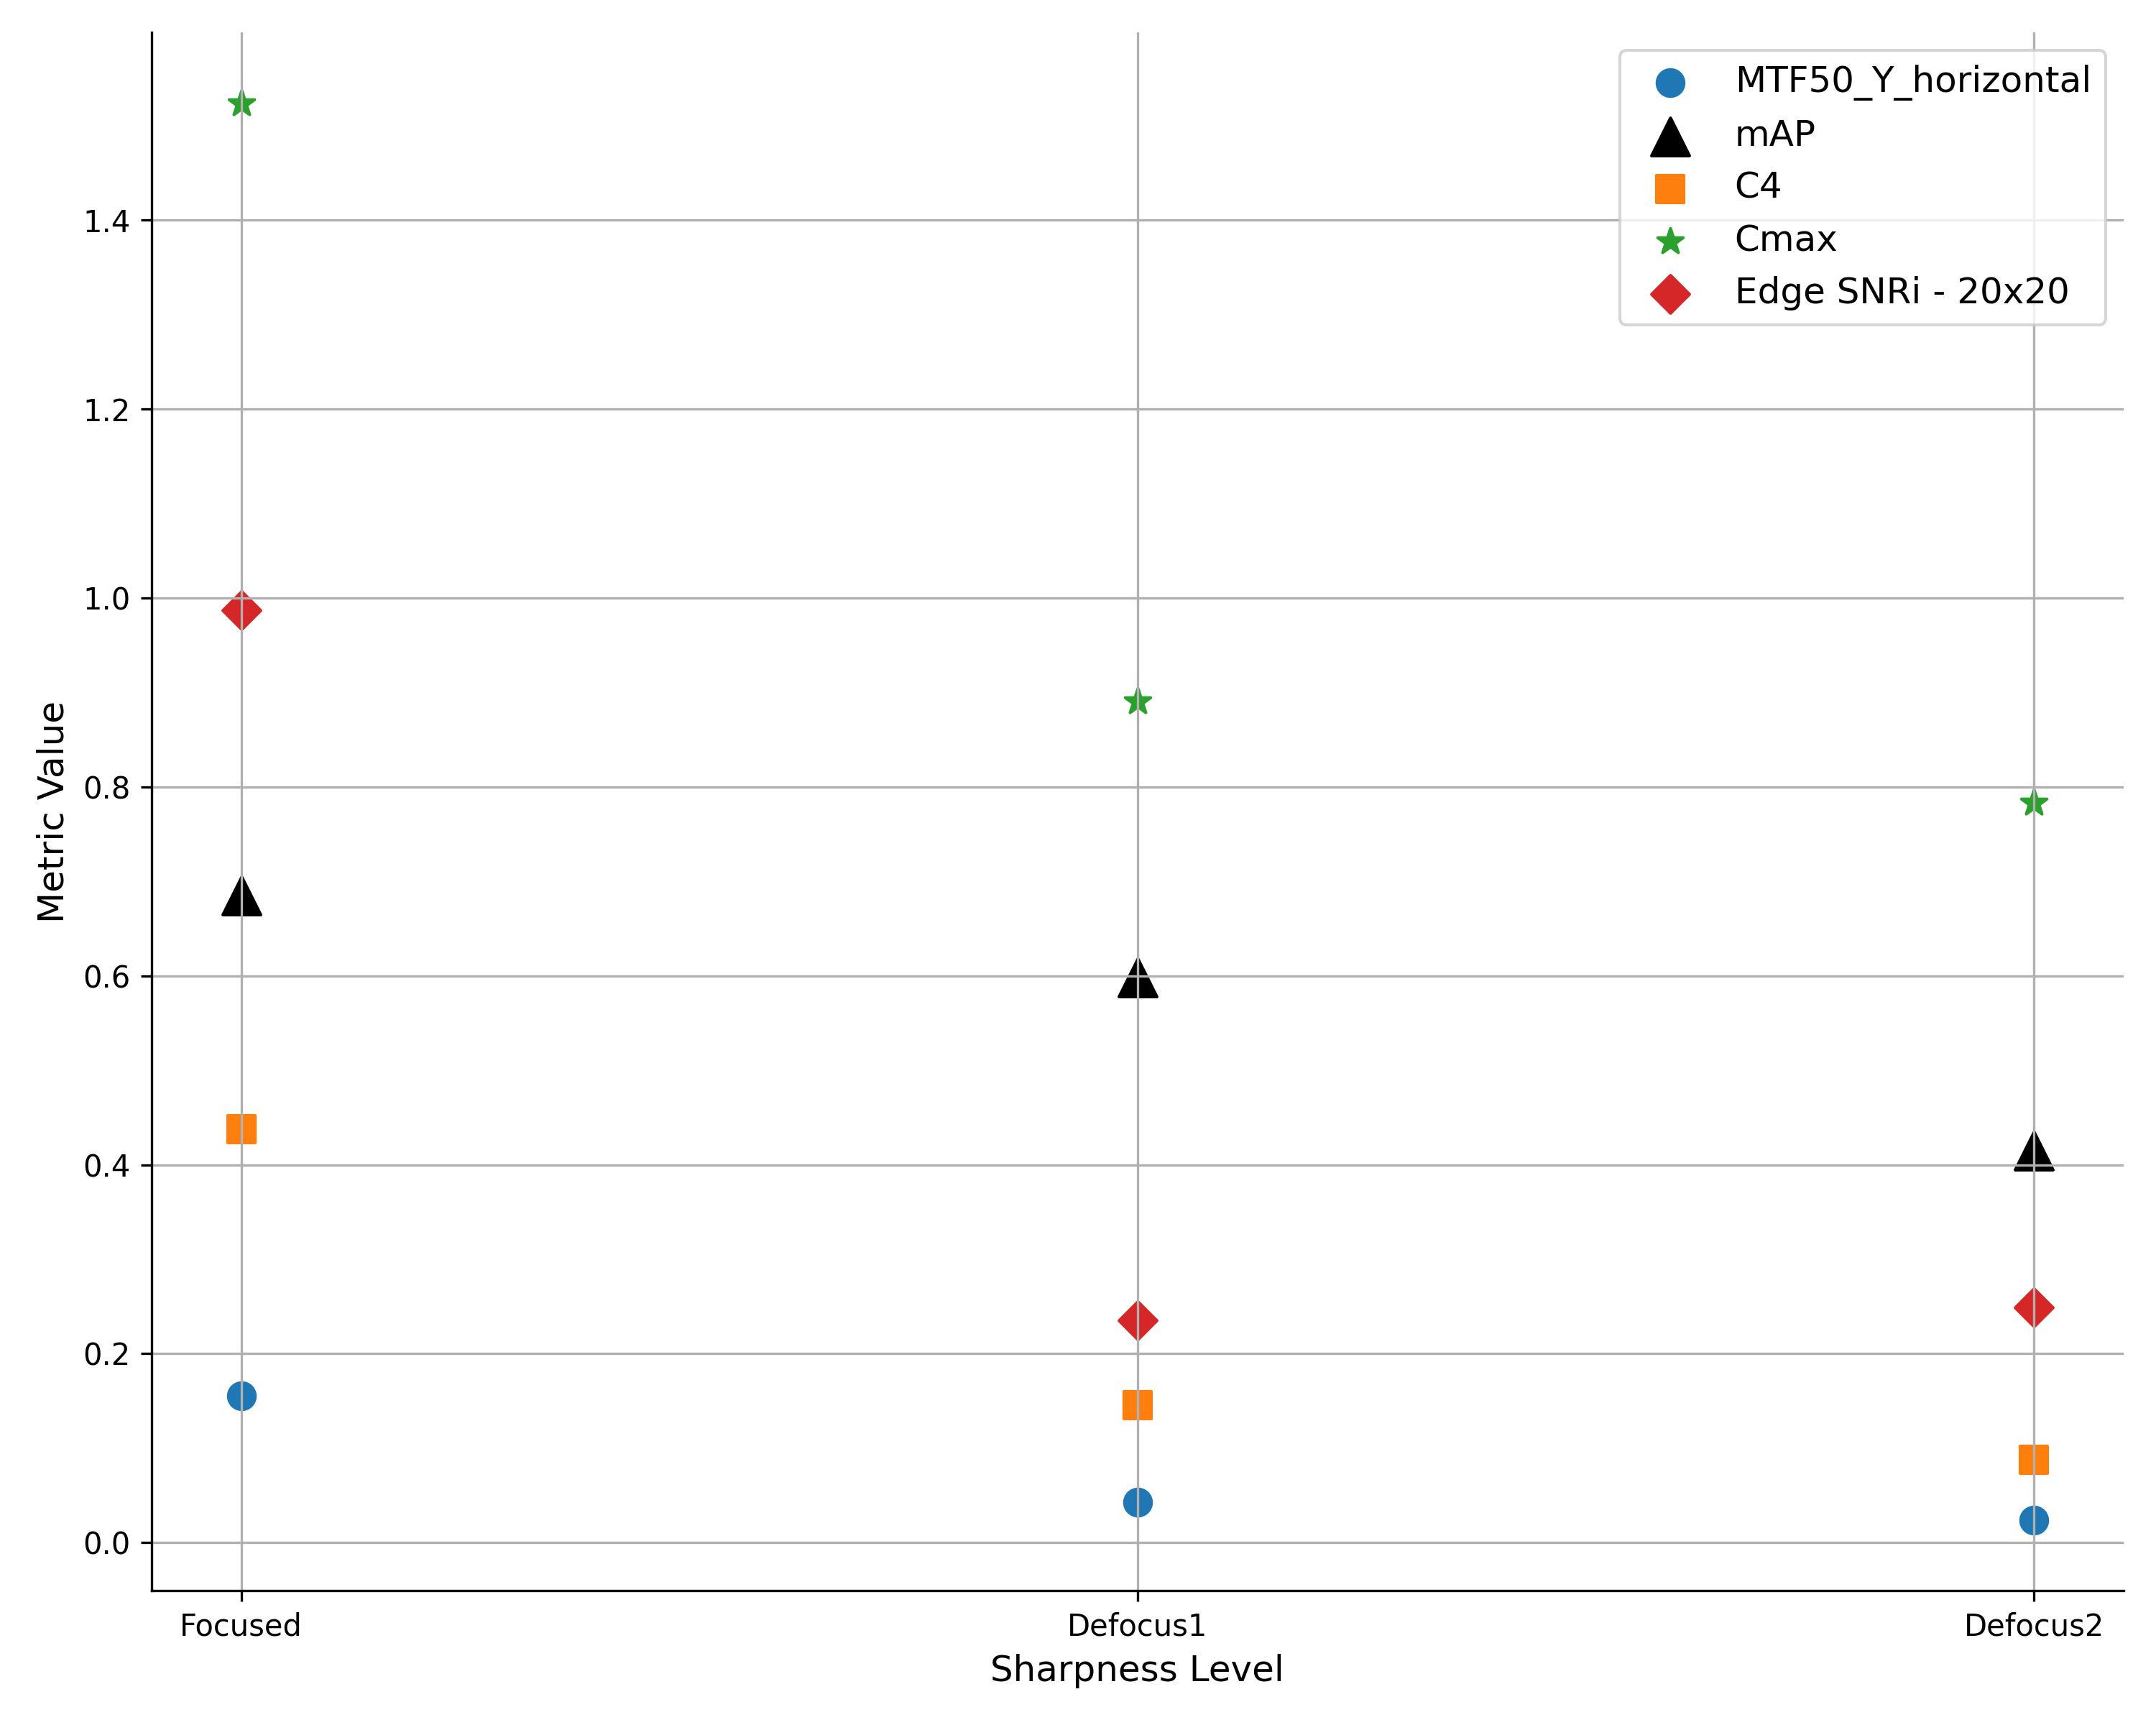 MTF50_Y_horizontal
mAP
C4
Cmax
Edge SNRi - 20x20
1.4
1.2
1.0
0.8
0.6
0.4
0.2
0.0
Metric Value
Focused
Defocus1
Defocus2
Sharpness Level